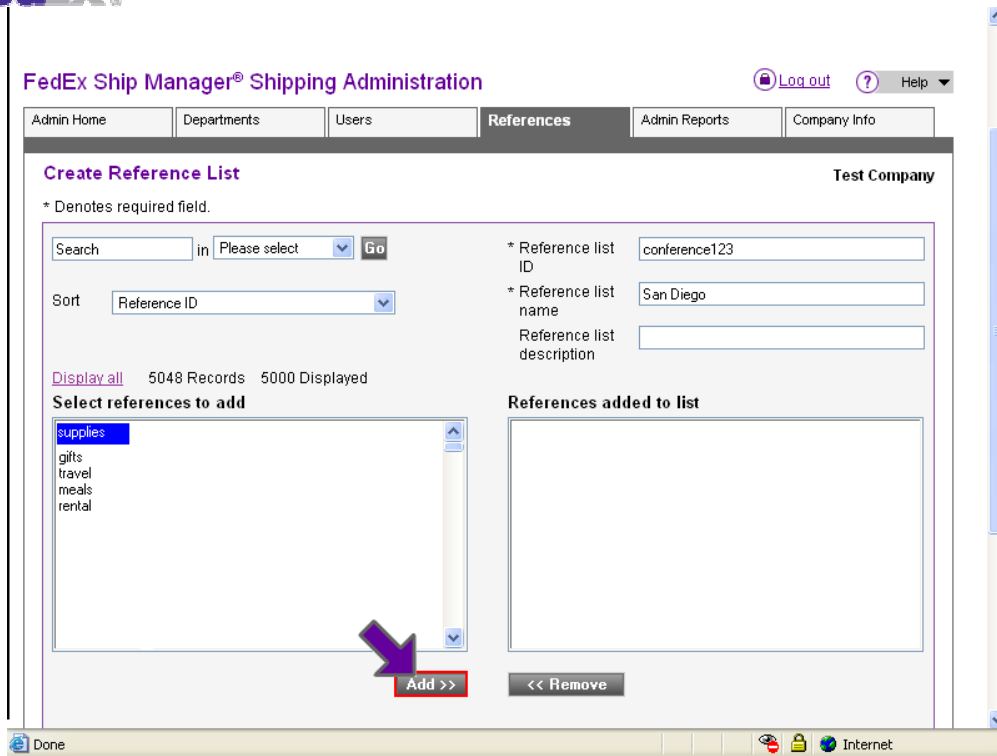 FedEx Ship Manager® Shipping Administration
Log out
? Help
Admin Home
Departments
Users
References
Admin Reports
Company Info
Create Reference List
Test Company
* Denotes required field.
Search in Please select Go
* Reference list ID
conference123
Sort Reference ID
* Reference list name
San Diego
Reference list description
Display all 5048 Records 5000 Displayed
Select references to add
References added to list
supplies
gifts
travel
meals
rental
Add >>
<< Remove
Done
Internet